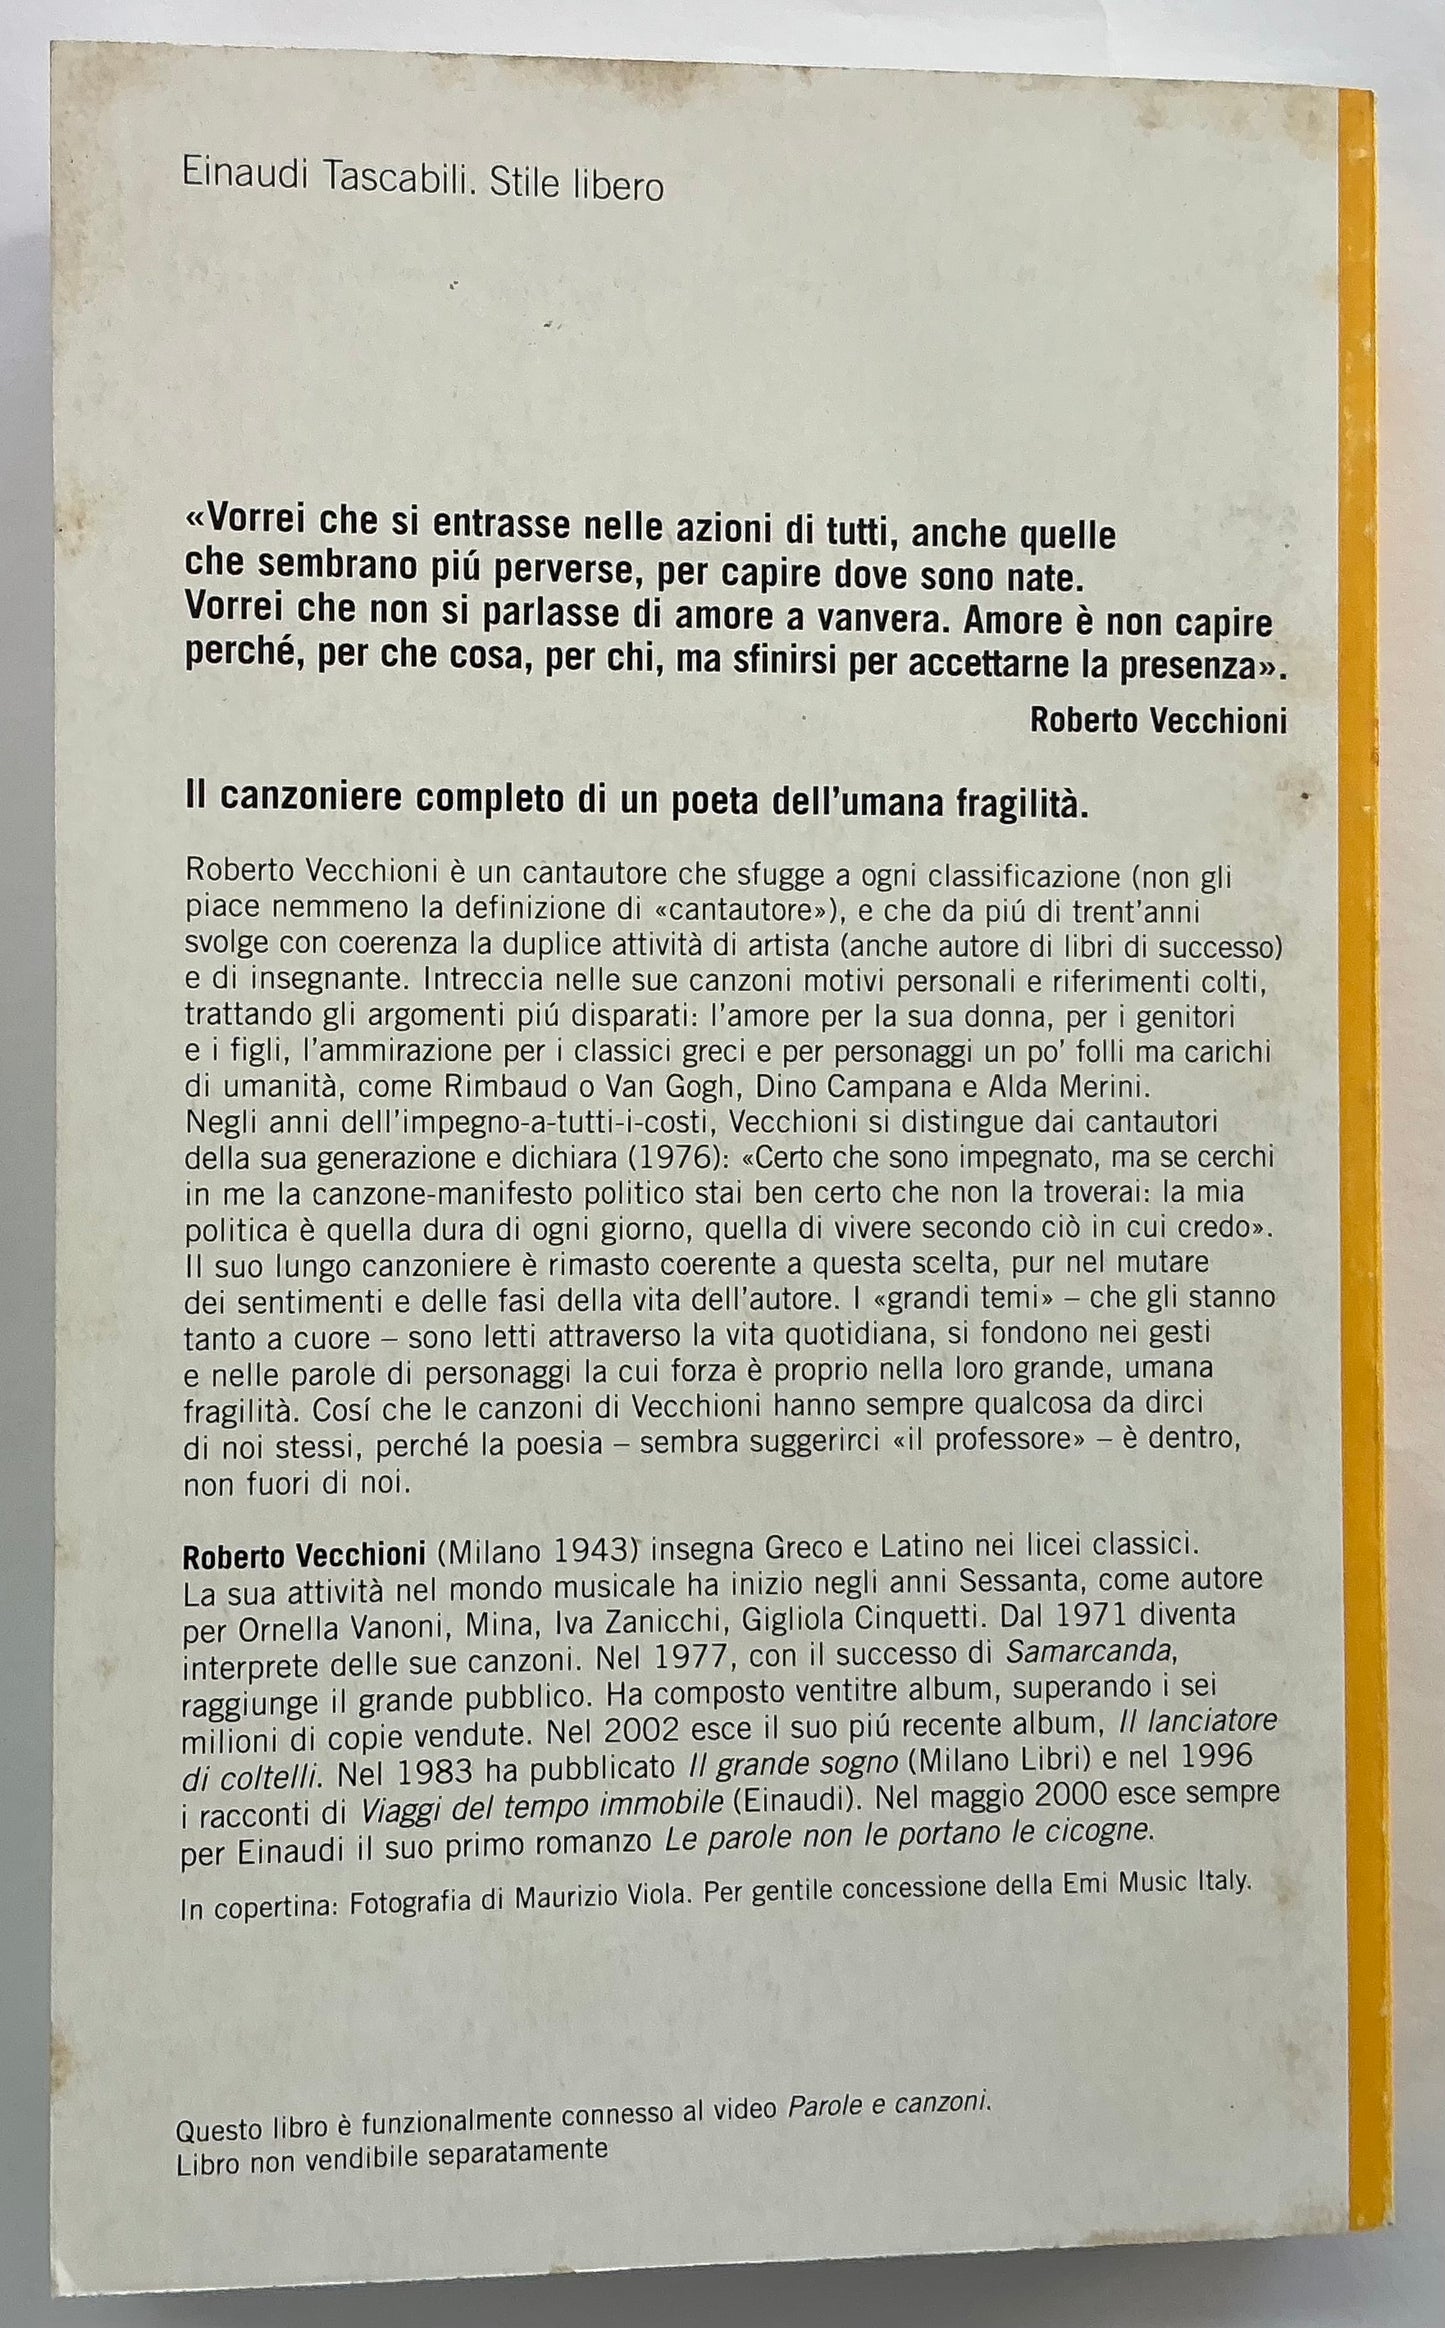 Einaudi Tascabili. Stile libero
«Vorrei che si entrasse nelle azioni di tutti, anche quelle
che sembrano piú perverse, per capire dove sono nate.
Vorrei che non si parlasse di amore a vanvera. Amore è non capire
perché, per che cosa, per chi, ma sfinirsi per accettarne la presenza».
Roberto Vecchioni
Il canzoniere completo di un poeta dell'umana fragilità.
Roberto Vecchioni è un cantautore che sfugge a ogni classificazione (non gli
piace nemmeno la definizione di «cantautore»), e che da piú di trent'anni
svolge con coerenza la duplice attività di artista (anche autore di libri di successo)
e di insegnante. Intreccia nelle sue canzoni motivi personali e riferimenti colti,
trattando gli argomenti piú disparati: l'amore per la sua donna, per i genitori
e i figli, l'ammirazione per i classici greci e per personaggi un po' folli ma carichi
di umanità, come Rimbaud o Van Gogh, Dino Campana e Alda Merini.
Negli anni dell'impegno-a-tutti-i-costi, Vecchioni si distingue dai cantautori
della sua generazione e dichiara (1976): «Certo che sono impegnato, ma se cerchi
in me la canzone-manifesto politico stai ben certo che non la troverai: la mia
politica è quella dura di ogni giorno, quella di vivere secondo ciò in cui credo».
Il suo lungo canzoniere è rimasto coerente a questa scelta, pur nel mutare
dei sentimenti e delle fasi della vita dell'autore. I «grandi temi» – che gli stanno
tanto a cuore – sono letti attraverso la vita quotidiana, si fondono nei gesti
e nelle parole di personaggi la cui forza è proprio nella loro grande, umana
fragilità. Cosí che le canzoni di Vecchioni hanno sempre qualcosa da dirci
di noi stessi, perché la poesia – sembra suggerirci «il professore» – è dentro,
non fuori di noi.
Roberto Vecchioni (Milano 1943) insegna Greco e Latino nei licei classici.
La sua attività nel mondo musicale ha inizio negli anni Sessanta, come autore
per Ornella Vanoni, Mina, Iva Zanicchi, Gigliola Cinquetti. Dal 1971 diventa
interprete delle sue canzoni. Nel 1977, con il successo di Samarcanda,
raggiunge il grande pubblico. Ha composto ventitre album, superando i sei
milioni di copie vendute. Nel 2002 esce il suo piú recente album, Il lanciatore
di coltelli. Nel 1983 ha pubblicato Il grande sogno (Milano Libri) e nel 1996
i racconti di Viaggi del tempo immobile (Einaudi). Nel maggio 2000 esce sempre
per Einaudi il suo primo romanzo Le parole non le portano le cicogne.
In copertina: Fotografia di Maurizio Viola. Per gentile concessione della Emi Music Italy.
Questo libro è funzionalmente connesso al video Parole e canzoni.
Libro non vendibile separatamente